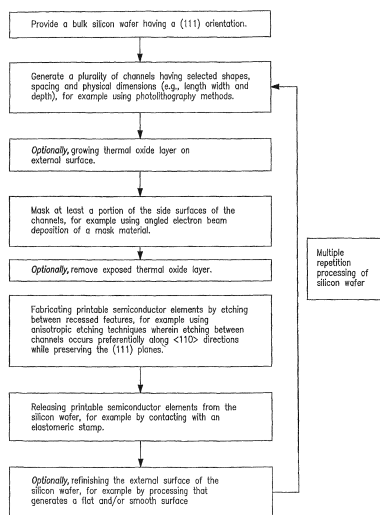 Provide a bulk silicon wafer having a (111) orientation.
Generate a plurality of channels having selected shapes,
spacing and physical dimensions (e.g., length width and
depth), for example using photolithography methods.
Optionally, growing thermal oxide layer on
external surface.
Mask at least a portion of the side surfaces of the
channels, for example using angled electron beam
deposition of a mask material.
Optionally, remove exposed thermal oxide layer.
Fabricating printable semiconductor elements by etching
between recessed features, for example using
anisotropic etching techniques wherein etching between
channels occurs preferentially along <110> directions
while preserving the (111) planes.
Releasing printable semiconductor elements from the
silicon wafer, for example by contacting with an
elastomeric stamp.
Optionally, refinishing the external surface of the
silicon wafer, for example by processing that
generates a flat and/or smooth surface
Multiple
repetition
processing of
silicon wafer